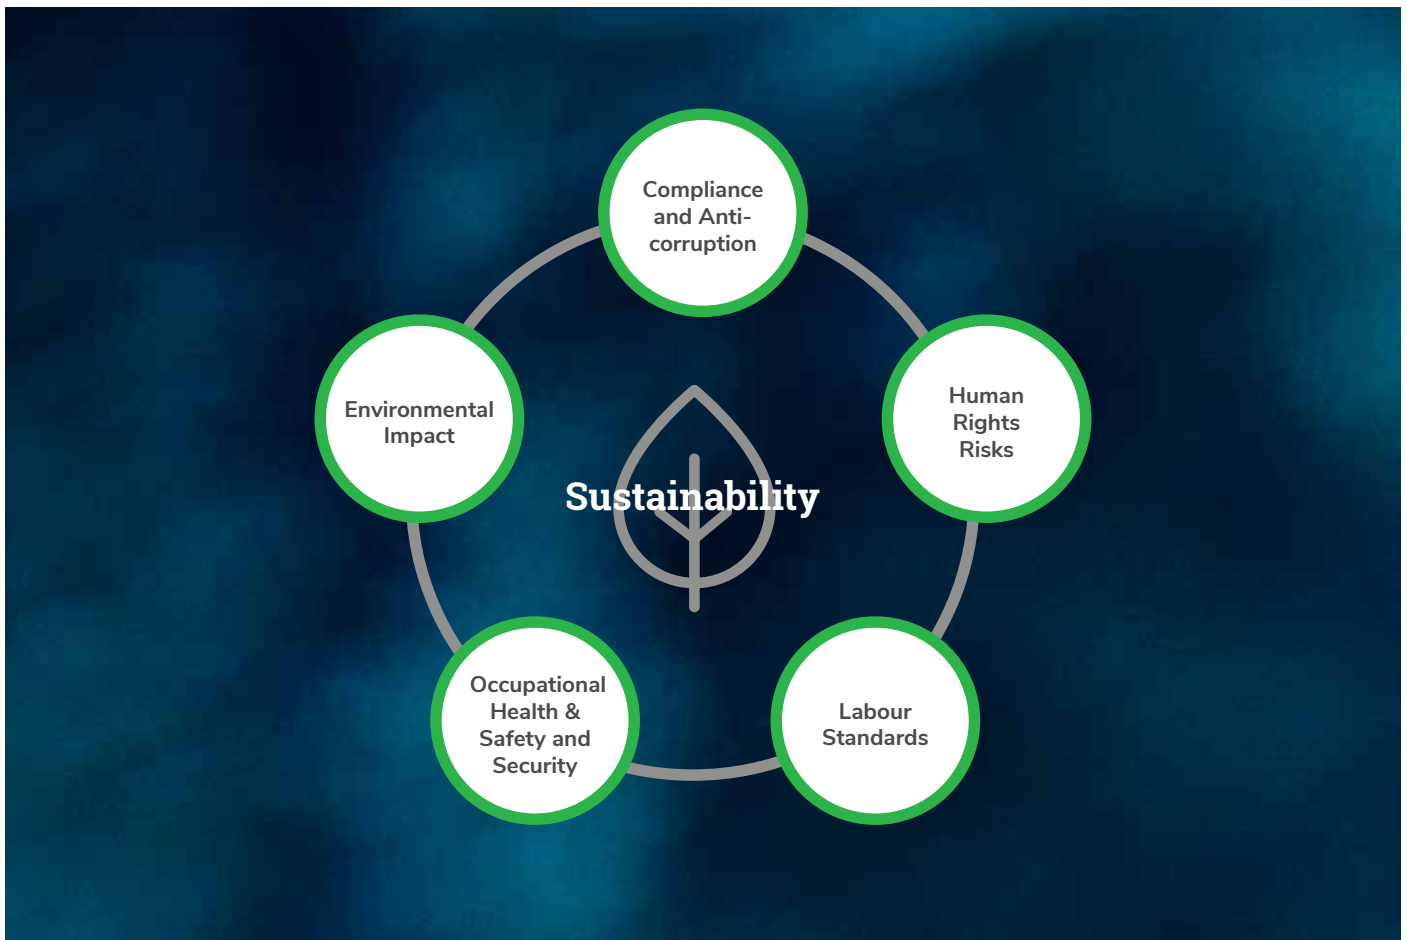 Compliance
and Anti-
corruption
Environmental
Impact
Human
Rights
Risks
Sustainability
Occupational
Health &
Safety and
Security
Labour
Standards